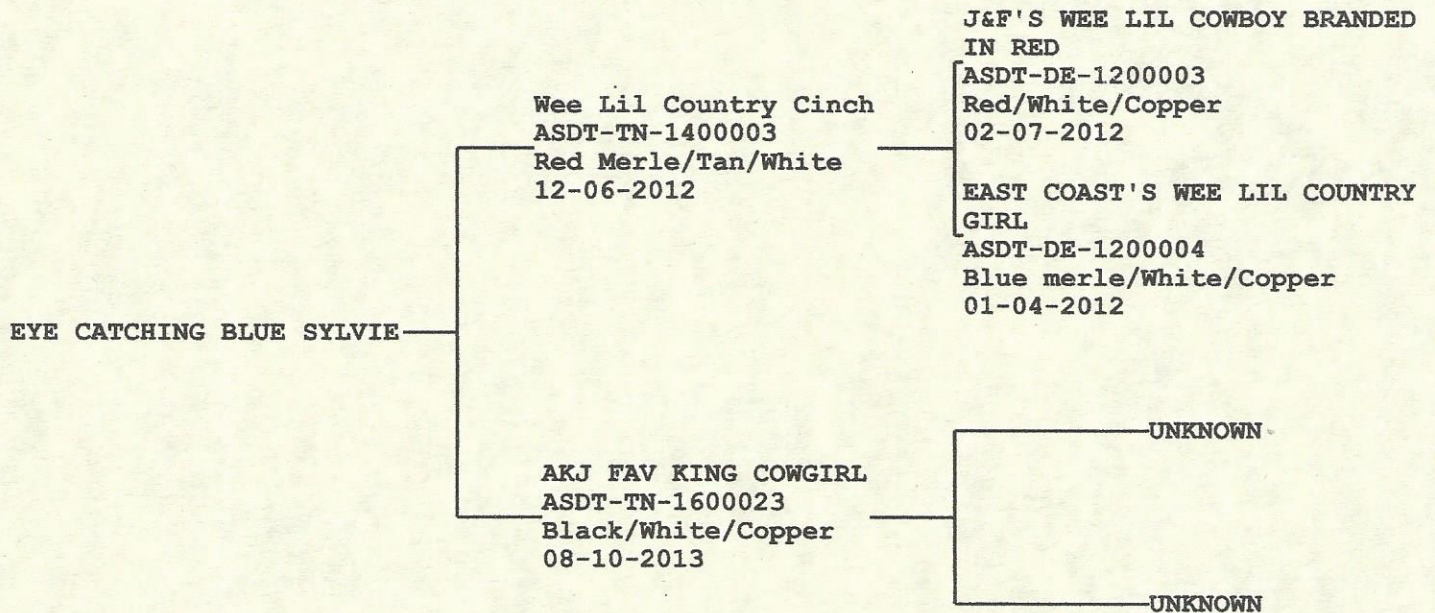 J&F'S WEE LIL COWBOY BRANDED
IN RED
ASDT-DE-1200003
Red/White/Copper
02-07-2012
Wee Lil Country Cinch
ASDT-TN-1400003
Red Merle/Tan/White
12-06-2012
EAST COAST'S WEE LIL COUNTRY
GIRL
ASDT-DE-1200004
Blue merle/White/Copper
01-04-2012
EYE CATCHING BLUE SYLVIE
UNKNOWN
AKJ FAV KING COWGIRL
ASDT-TN-1600023
Black/White/Copper
08-10-2013
UNKNOWN